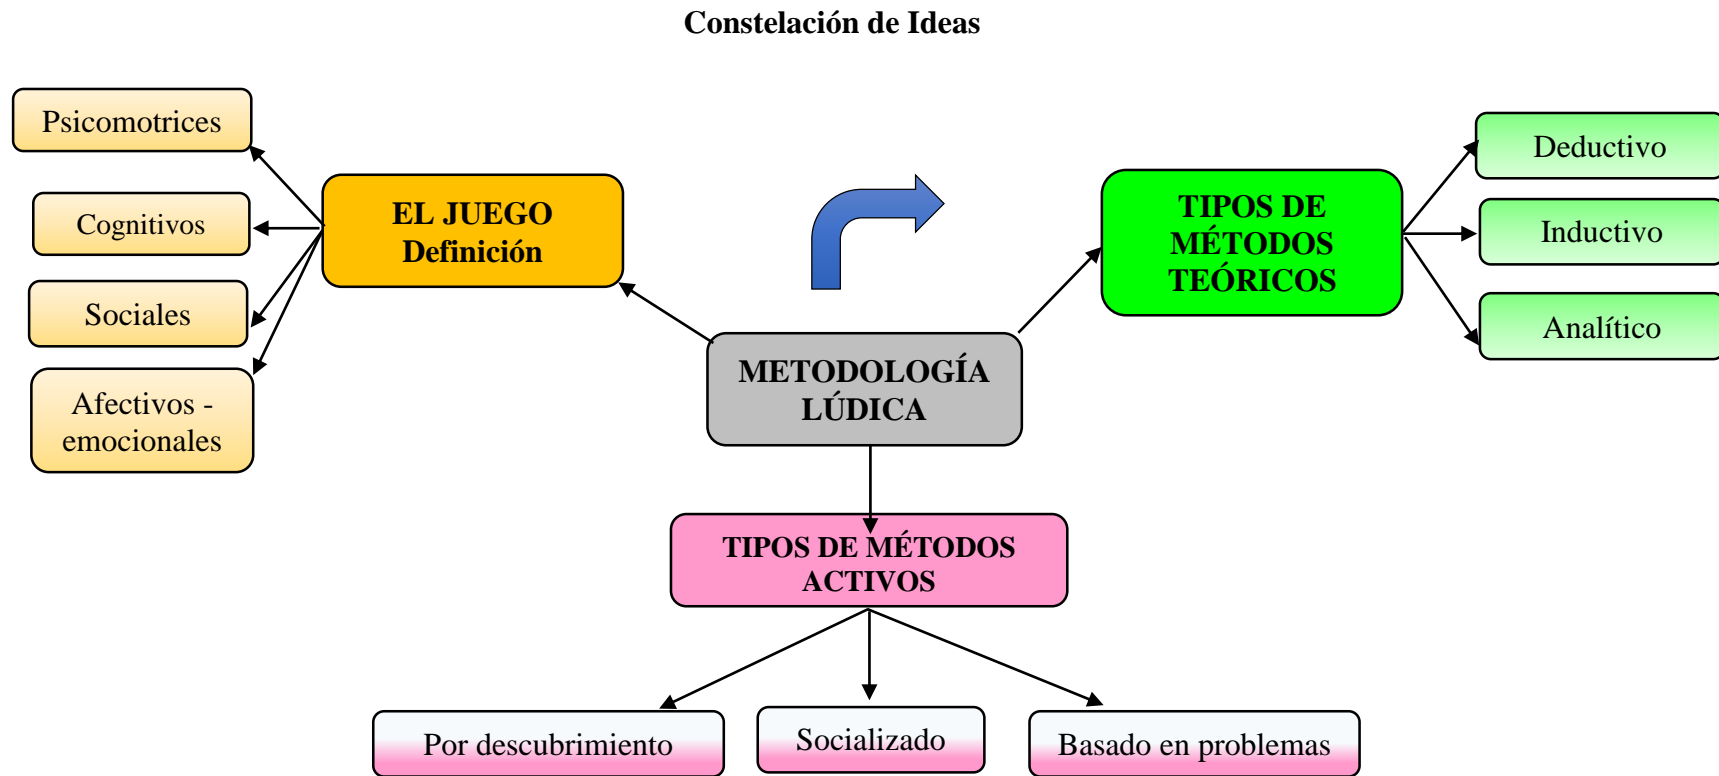 Constelación de Ideas
Psicomotrices
Cognitivos
Sociales
Afectivos -
emocionales
EL JUEGO
Definición
TIPOS DE
MÉTODOS
TEÓRICOS
Deductivo
Inductivo
Analítico
METODOLOGÍA
LÚDICA
TIPOS DE MÉTODOS
ACTIVOS
Por descubrimiento
Socializado
Basado en problemas